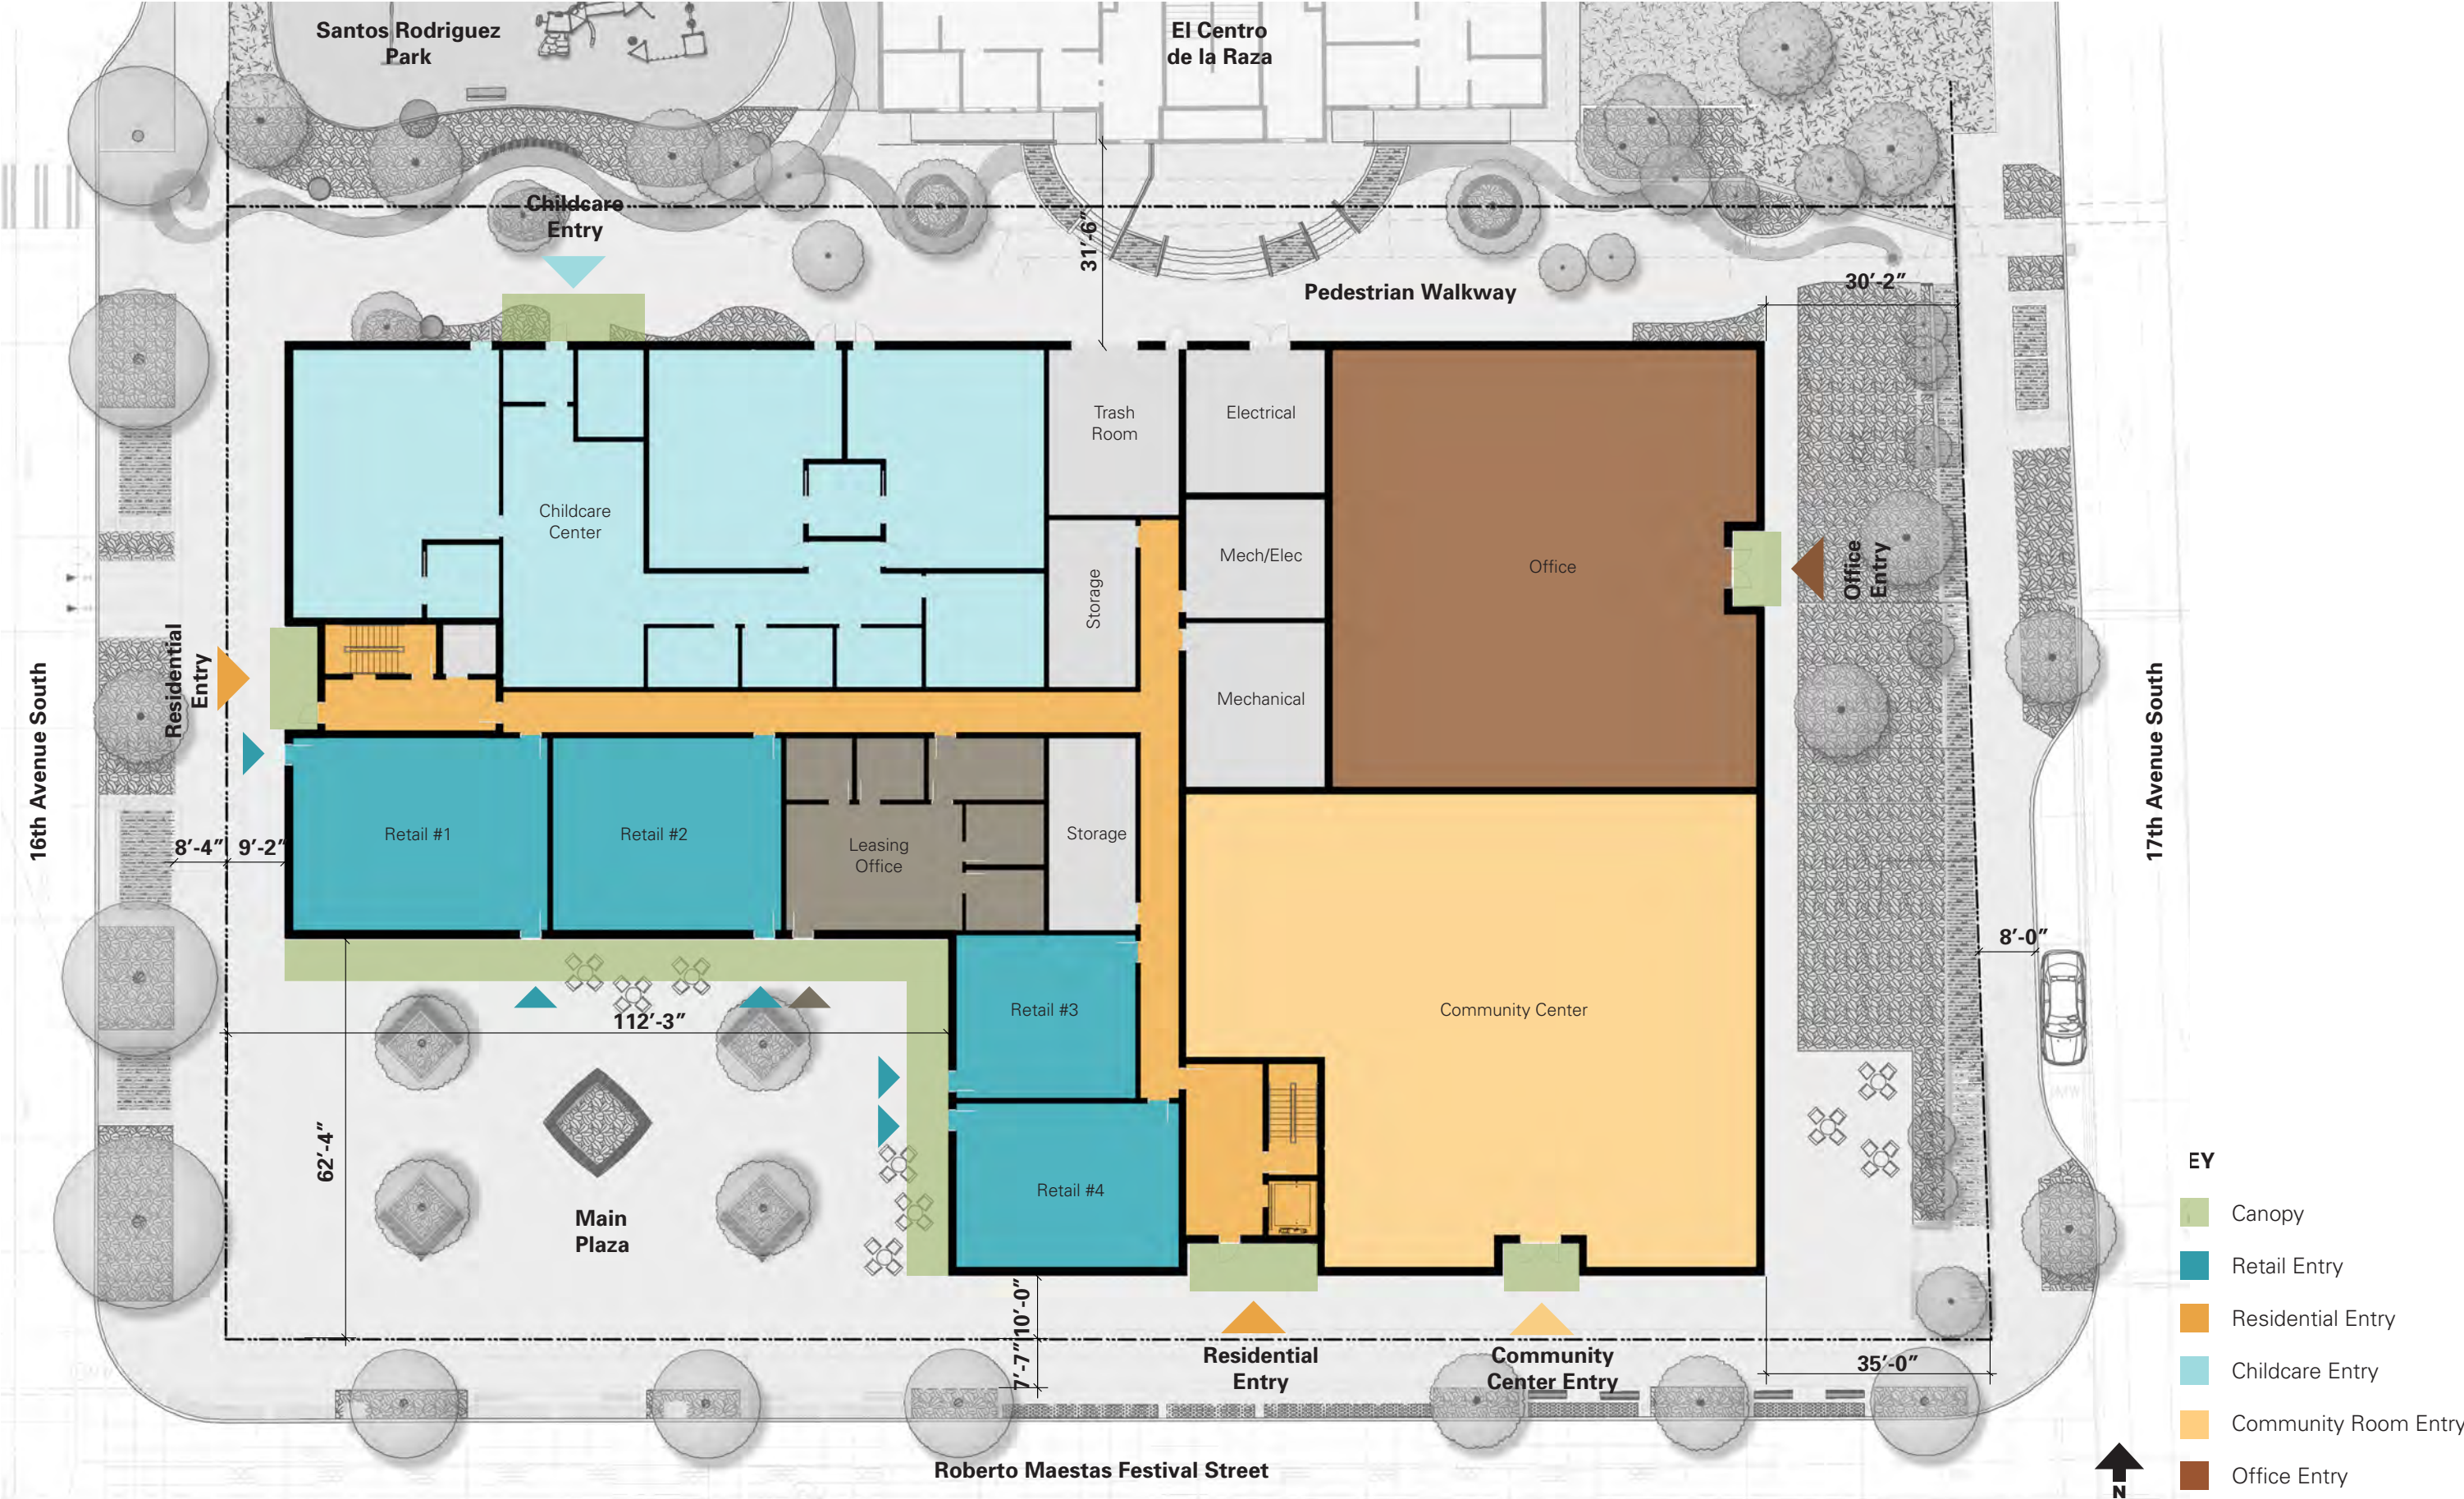 Santos Rodriguez
Park
El Centro
de la Raza
Childcare
Entry
31'-6"
Pedestrian Walkway
30'-2"
Trash
Room
Electrical
Childcare
Center
Mech/Elec
Office
Office
Entry
Storage
Residential
Entry
Mechanical
16th Avenue South
17th Avenue South
Retail #1
Retail #2
Leasing
Office
Storage
8'-4"
9'-2"
8'-0"
Retail #3
Community Center
112'-3"
62'-4"
Main
Plaza
Retail #4
10'-0"
7'-7"
Residential
Entry
Community
Center Entry
35'-0"
Roberto Maestas Festival Street
EY
Canopy
Retail Entry
Residential Entry
Childcare Entry
Community Room Entry
Office Entry
N